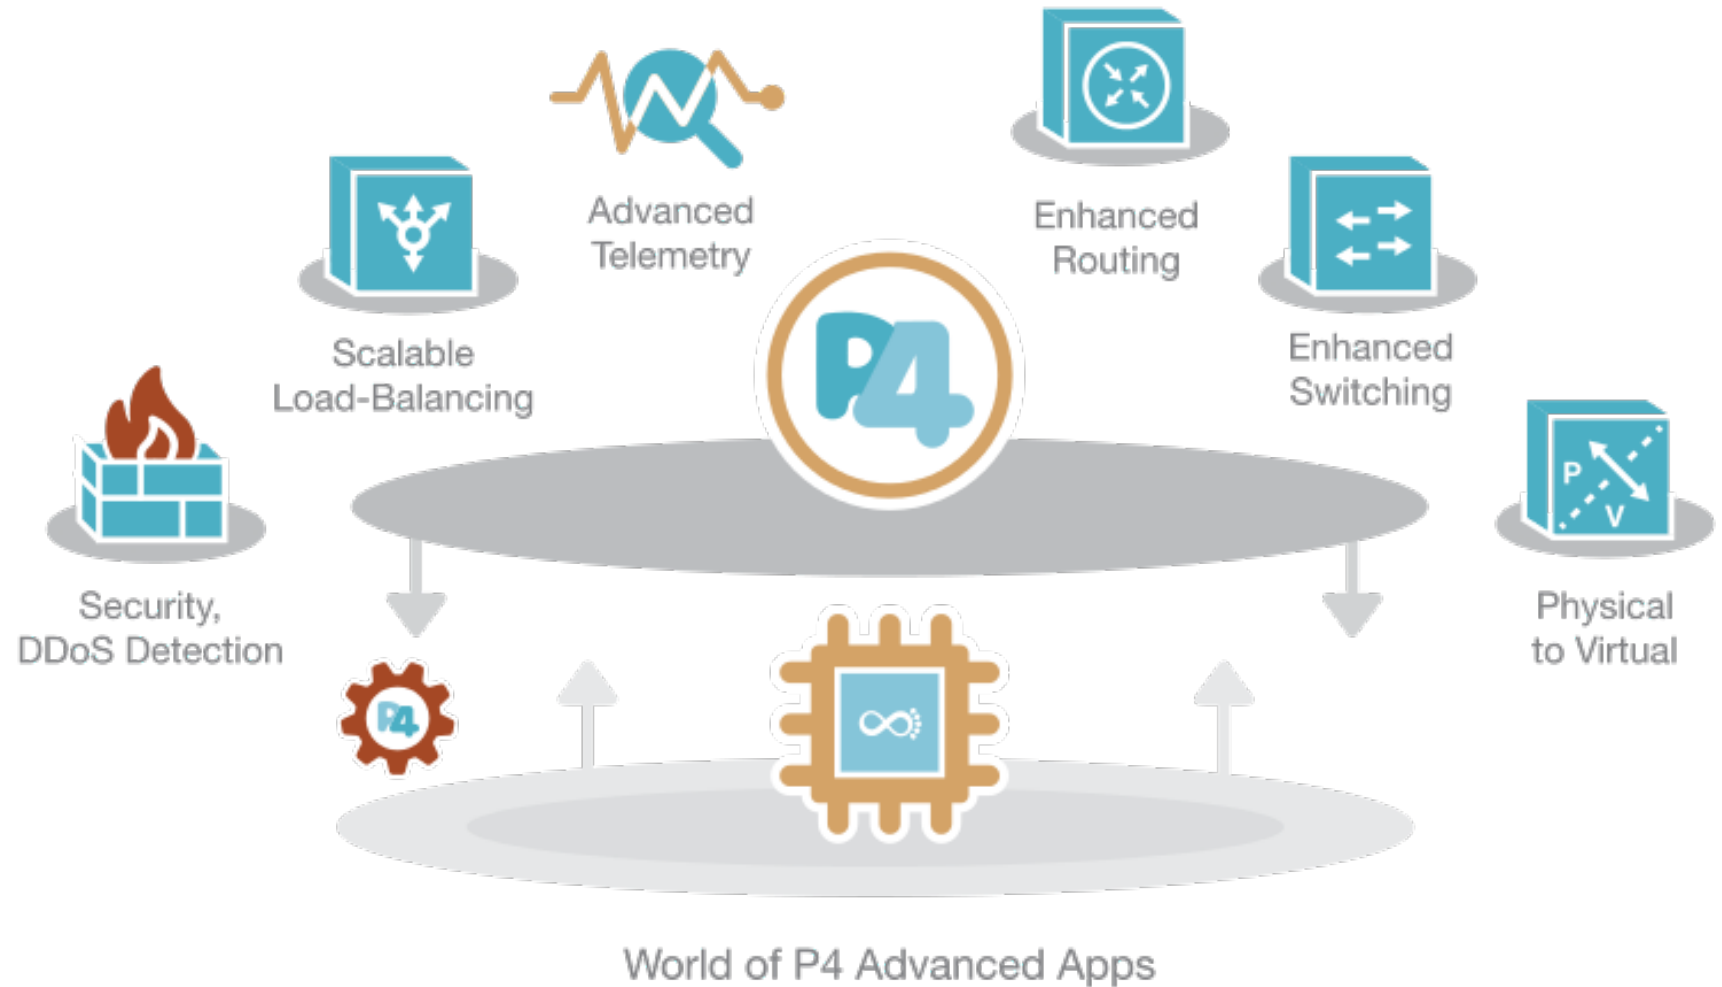 Advanced
Telemetry
Enhanced
Routing
Scalable
Load-Balancing
P4
Enhanced
Switching
P
V
Security,
DDoS Detection
Physical
to Virtual
P4
World of P4 Advanced Apps